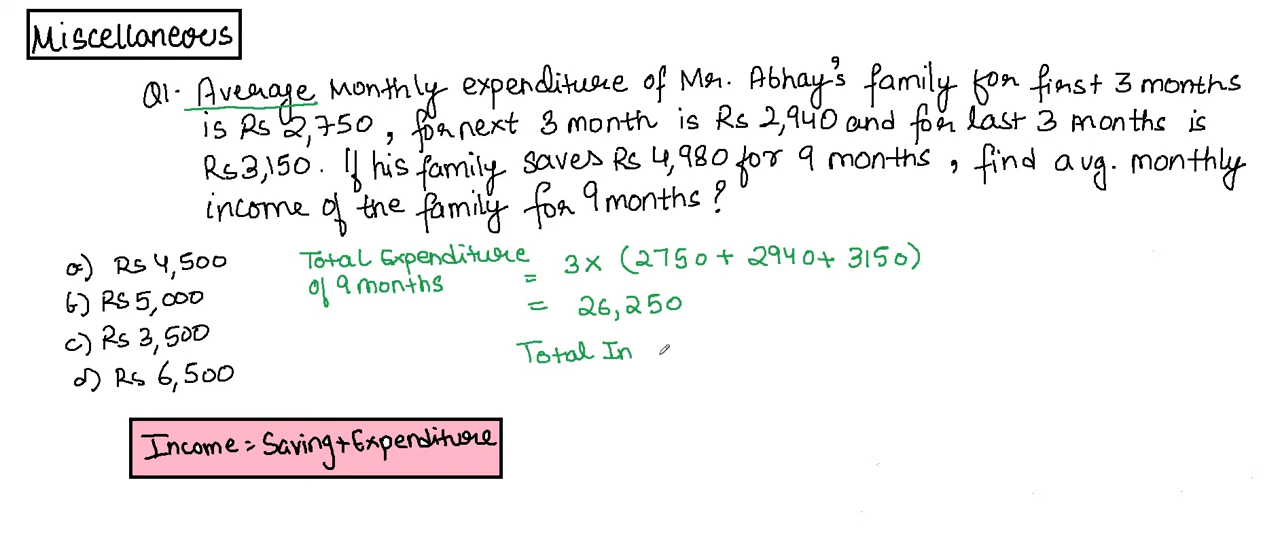 Miscellaneous
Q1. Average Monthly expenditure of Mr. Abhay's family for first 3 months
is Rs 2,750, for next 3 month is Rs 2,940 and for last 3 months is
Rs3,150. If his family saves Rs 4,980 for 9 months, find avg. monthly
income of the family for 9 months?
a) Rs 4,500
b) Rs 5,000
c) Rs 3,500
d) Rs 6,500
Total Expenditure
of 9 months
= 3 x (2750 + 2940 + 3150)
= 26,250
Total In
Income = Saving + Expenditure